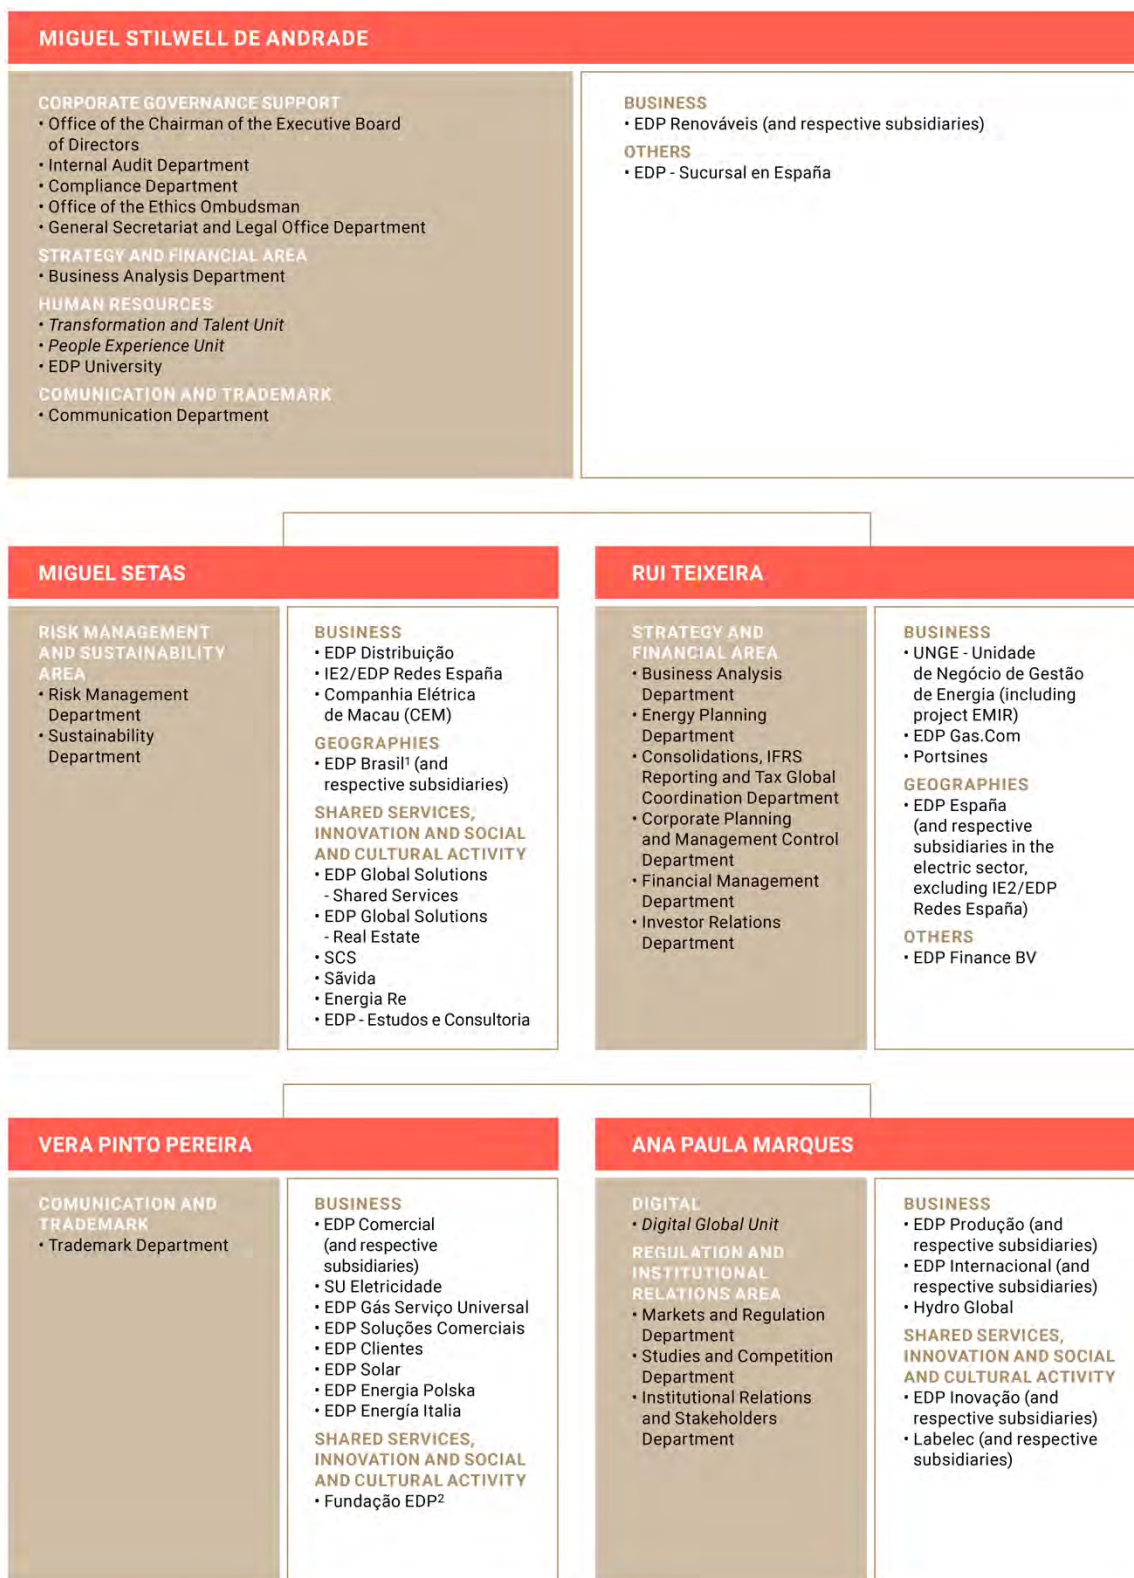 MIGUEL STILWELL DE ANDRADE
CORPORATE GOVERNANCE SUPPORT
• Office of the Chairman of the Executive Board
of Directors
• Internal Audit Department
• Compliance Department
• Office of the Ethics Ombudsman
• General Secretariat and Legal Office Department
STRATEGY AND FINANCIAL AREA
• Business Analysis Department
HUMAN RESOURCES
• Transformation and Talent Unit
• People Experience Unit
• EDP University
COMUNICATION AND TRADEMARK
• Communication Department
BUSINESS
• EDP Renováveis (and respective subsidiaries)
OTHERS
• EDP - Sucursal en España
MIGUEL SETAS
RISK MANAGEMENT
AND SUSTAINABILITY
AREA
• Risk Management
Department
• Sustainability
Department
BUSINESS
• EDP Distribuição
• IE2/EDP Redes España
• Companhia Elétrica
de Macau (CEM)
GEOGRAPHIES
• EDP Brasil¹ (and
respective subsidiaries)
SHARED SERVICES,
INNOVATION AND SOCIAL
AND CULTURAL ACTIVITY
• EDP Global Solutions
- Shared Services
• EDP Global Solutions
- Real Estate
• SCS
• Sãvida
• Energia Re
• EDP - Estudos e Consultoria
RUI TEIXEIRA
STRATEGY AND
FINANCIAL AREA
• Business Analysis
Department
• Energy Planning
Department
• Consolidations, IFRS
Reporting and Tax Global
Coordination Department
• Corporate Planning
and Management Control
Department
• Financial Management
Department
• Investor Relations
Department
BUSINESS
• UNGE - Unidade
de Negócio de Gestão
de Energia (including
project EMIR)
• EDP Gas.Com
• Portsines
GEOGRAPHIES
• EDP España
(and respective
subsidiaries in the
electric sector,
excluding IE2/EDP
Redes España)
OTHERS
• EDP Finance BV
VERA PINTO PEREIRA
COMUNICATION AND
TRADEMARK
• Trademark Department
BUSINESS
• EDP Comercial
(and respective
subsidiaries)
• SU Eletricidade
• EDP Gás Serviço Universal
• EDP Soluções Comerciais
• EDP Clientes
• EDP Solar
• EDP Energia Polska
• EDP Energía Italia
SHARED SERVICES,
INNOVATION AND SOCIAL
AND CULTURAL ACTIVITY
• Fundação EDP²
ANA PAULA MARQUES
DIGITAL
• Digital Global Unit
REGULATION AND
INSTITUTIONAL
RELATIONS AREA
• Markets and Regulation
Department
• Studies and Competition
Department
• Institutional Relations
and Stakeholders
Department
BUSINESS
• EDP Produção (and
respective subsidiaries)
• EDP Internacional (and
respective subsidiaries)
• Hydro Global
SHARED SERVICES,
INNOVATION AND SOCIAL
AND CULTURAL ACTIVITY
• EDP Inovação (and
respective subsidiaries)
• Labelec (and respective
subsidiaries)